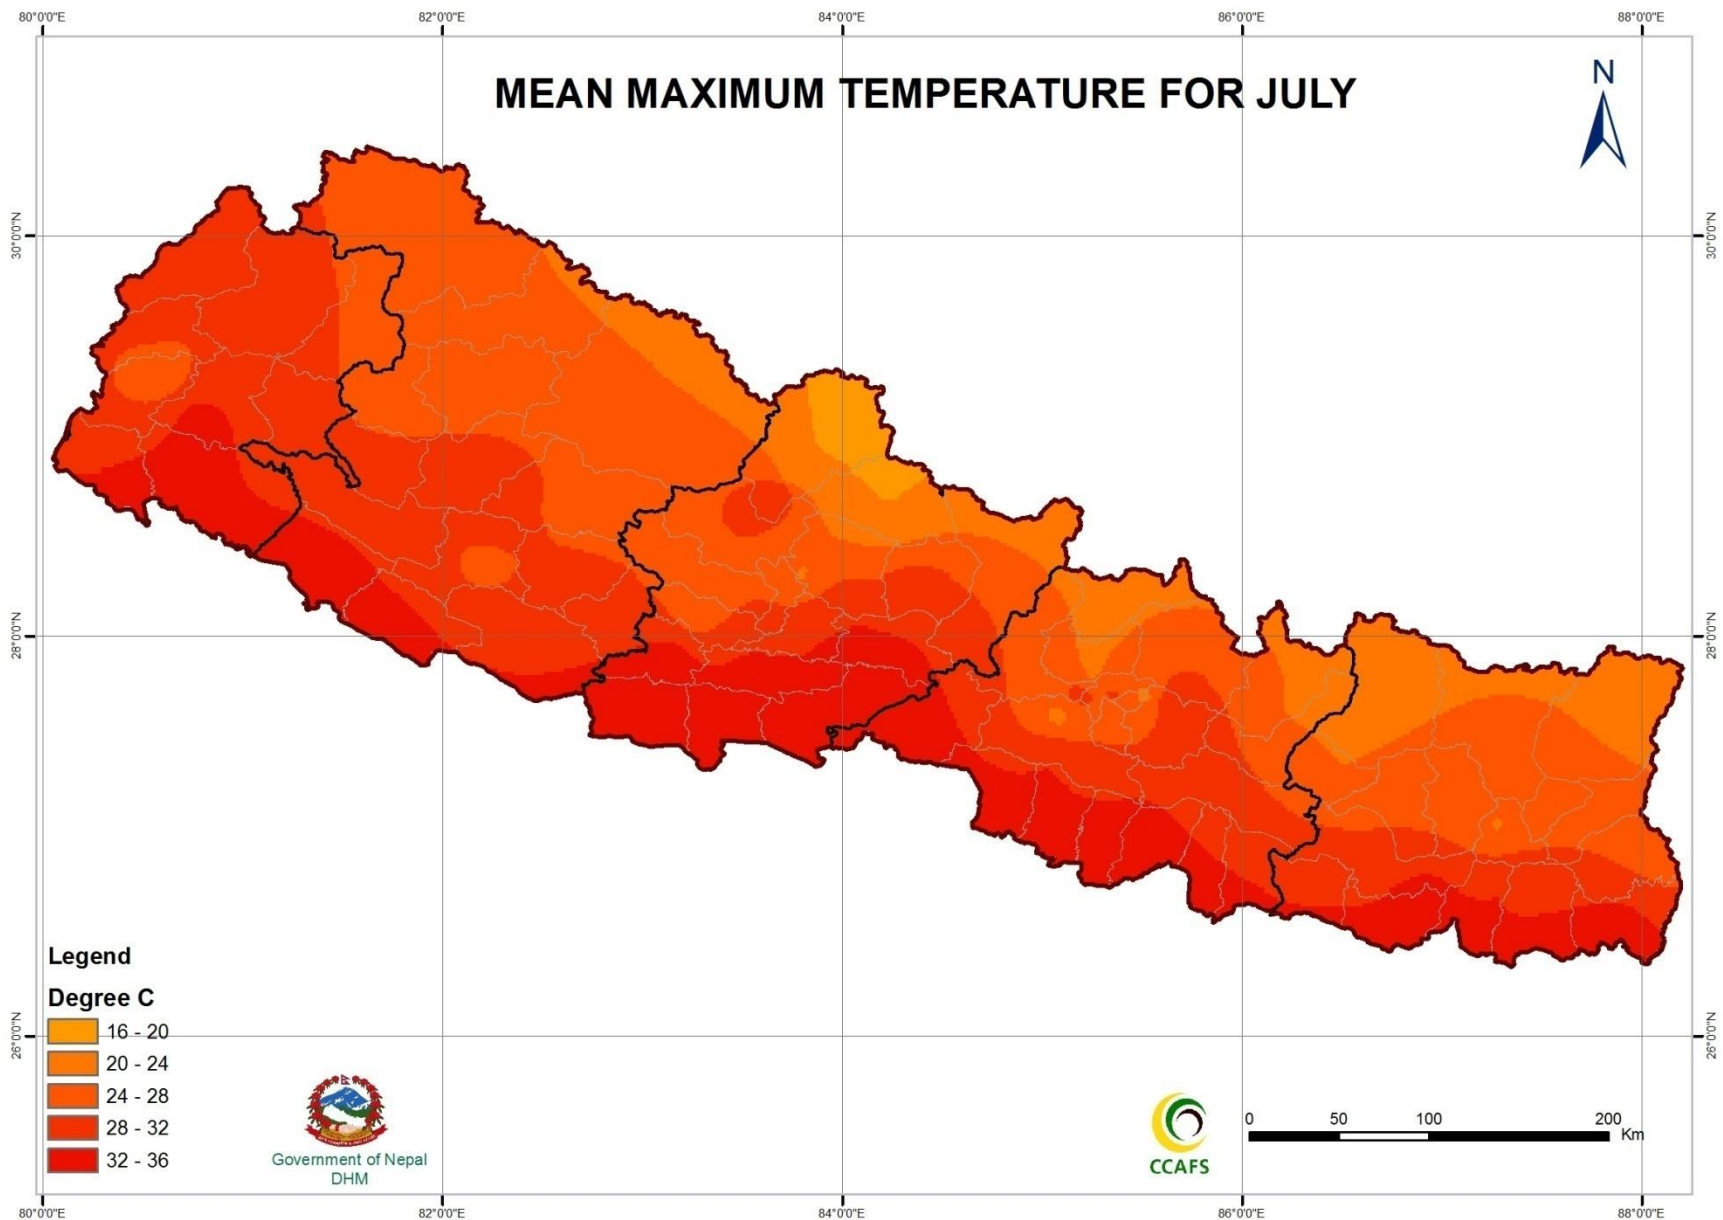 80°0'0"E 82°0'0"E 84°0'0"E 86°0'0"E 88°0'0"E
MEAN MAXIMUM TEMPERATURE FOR JULY
N
30°0'0"N 30°0'0"N
28°0'0"N 28°0'0"N
Legend
Degree C
16 - 20
20 - 24
24 - 28
28 - 32
32 - 36
26°0'0"N 26°0'0"N
Government of Nepal
DHM
CCAFS
0 50 100 200
Km
80°0'0"E 82°0'0"E 84°0'0"E 86°0'0"E 88°0'0"E